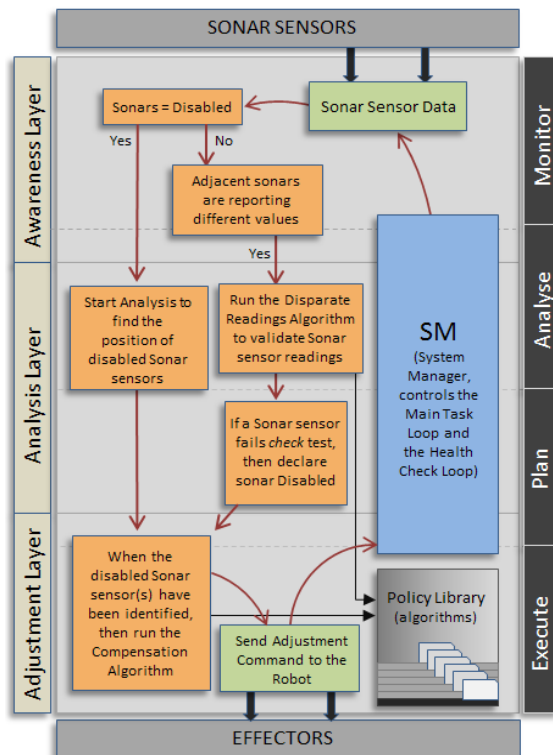 SONAR SENSORS
Awareness Layer
Analysis Layer
Adjustment Layer
Monitor
Analyse
Plan
Execute
Sonars = Disabled
Sonar Sensor Data
Yes
No
Adjacent sonars
are reporting
different values
Yes
Start Analysis to
find the
position of
disabled Sonar
sensors
Run the Disparate
Readings Algorithm
to validate Sonar
sensor readings
SM
(System
Manager,
controls the
Main Task
Loop and
the Health
Check Loop)
If a Sonar sensor
fails check test,
then declare
sonar Disabled
When the
disabled Sonar
sensor(s) have
been identified,
then run the
Compensation
Algorithm
Send Adjustment
Command to the
Robot
Policy Library
(algorithms)
EFFECTORS